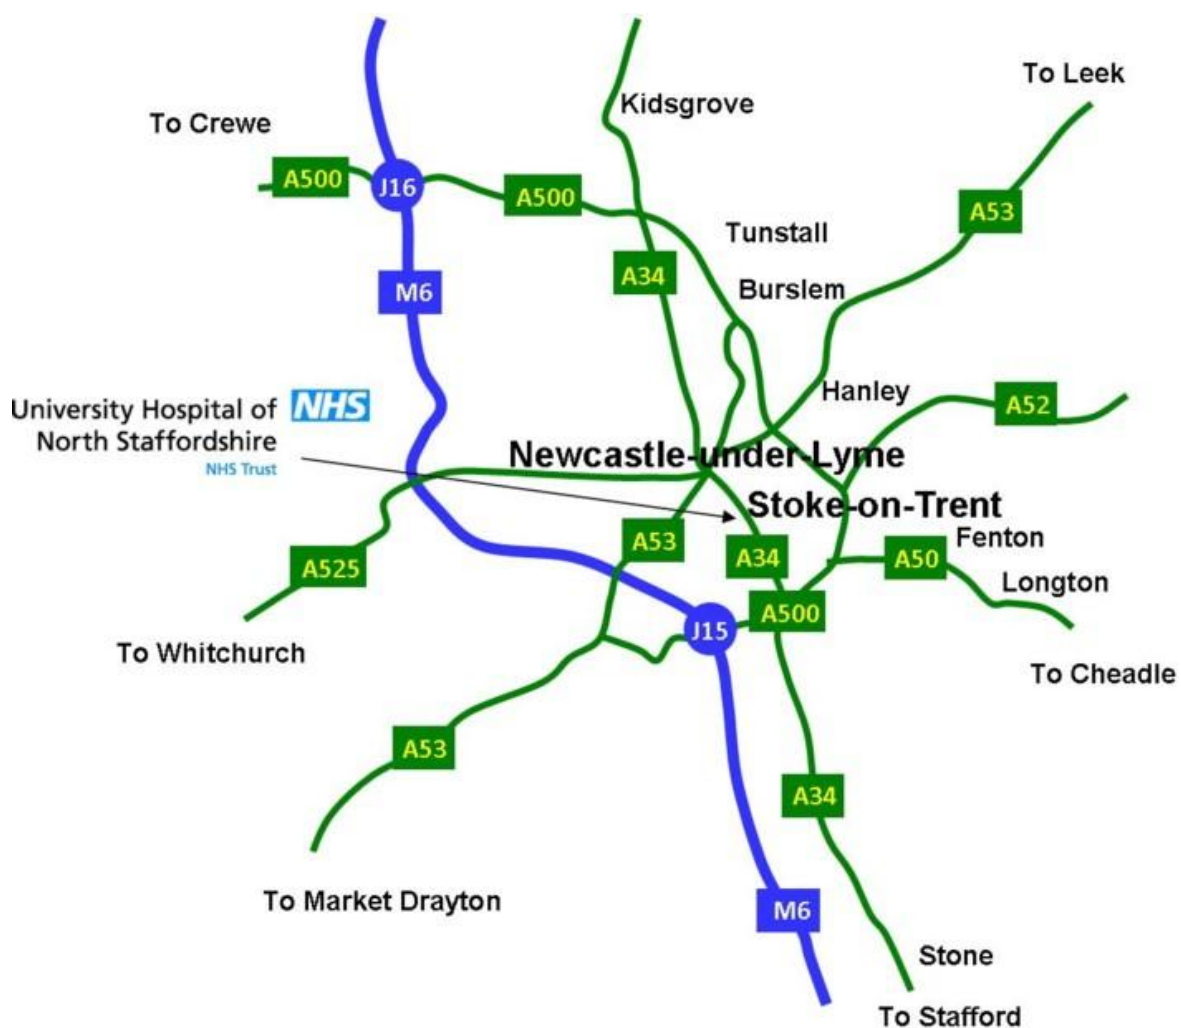 To Leek
Kidsgrove
To Crewe
A500
J16
A500
A53
Tunstall
A34
Burslem
M6
Hanley
A52
University Hospital of NHS
North Staffordshire
NHS Trust
Newcastle-under-Lyme
Stoke-on-Trent
A53
A34
A50
Fenton
A525
Longton
A500
J15
To Whitchurch
To Cheadle
A53
A34
To Market Drayton
M6
Stone
To Stafford